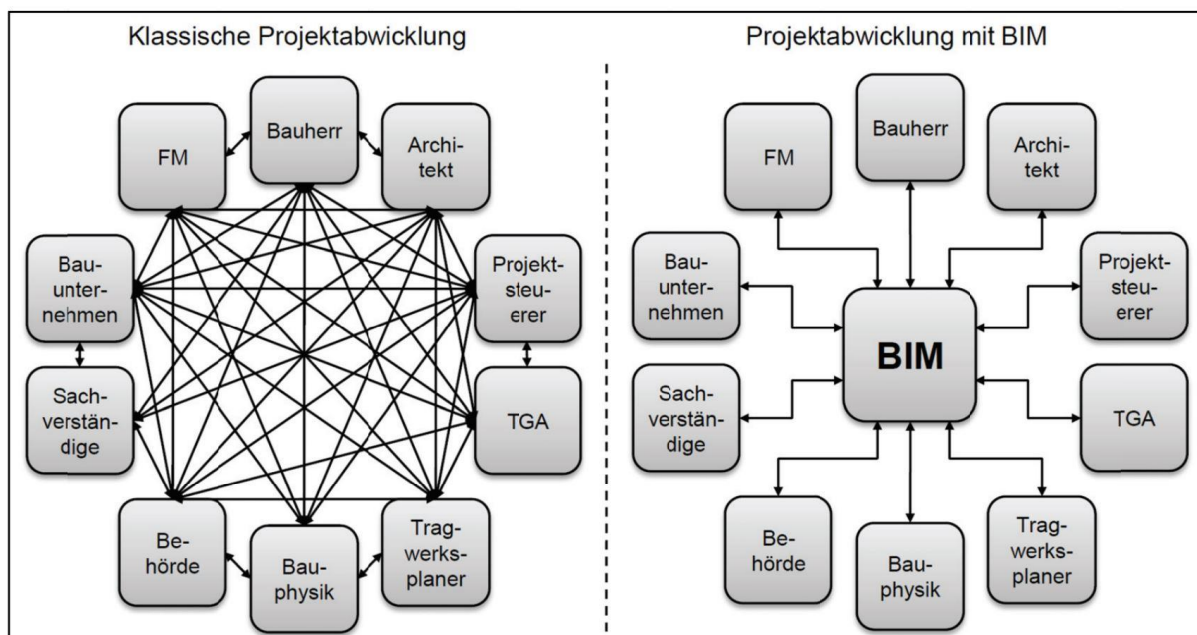 Klassische Projektabwicklung
Bauherr
FM
Archi-
tekt
Bau-
unter-
nehmen
Projekt-
steu-
erer
Sach-
verstän-
dige
TGA
Be-
hörde
Bau-
physik
Trag-
werks-
planer
Projektabwicklung mit BIM
Bauherr
FM
Archi-
tekt
Bau-
unter-
nehmen
Projekt-
steu-
erer
BIM
Sach-
verstän-
dige
TGA
Be-
hörde
Bau-
physik
Trag-
werks-
planer